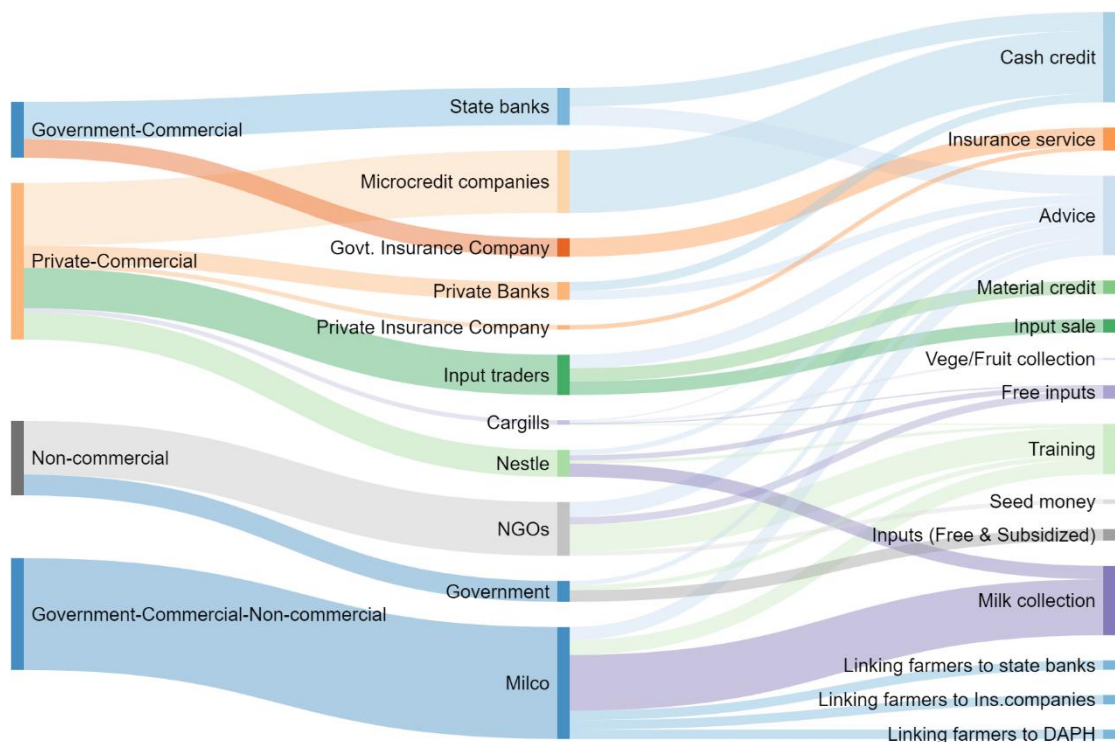 Government-Commercial
Private-Commercial
Non-commercial
Government-Commercial-Non-commercial
State banks
Microcredit companies
Govt. Insurance Company
Private Banks
Private Insurance Company
Input traders
Cargills
Nestle
NGOs
Government
Milco
Cash credit
Insurance service
Advice
Material credit
Input sale
Vege/Fruit collection
Free inputs
Training
Seed money
Inputs (Free & Subsidized)
Milk collection
Linking farmers to state banks
Linking farmers to Ins.companies
Linking farmers to DAPH